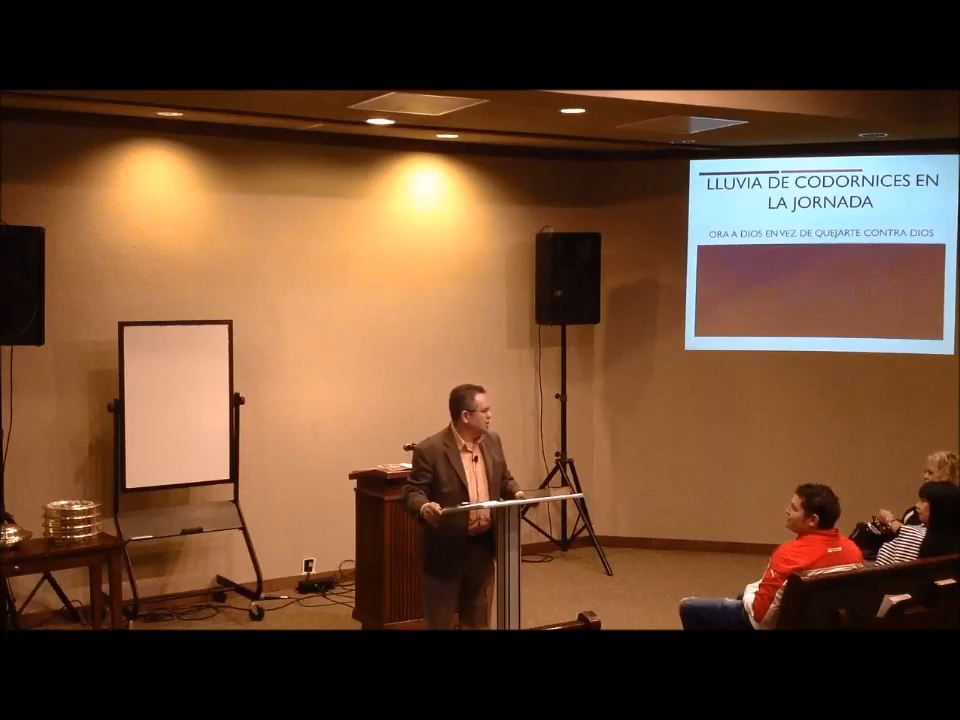 LLUVIA DE CODORNICES EN
LA JORNADA
ORA A DIOS EN VEZ DE QUEJARTE CONTRA DIOS